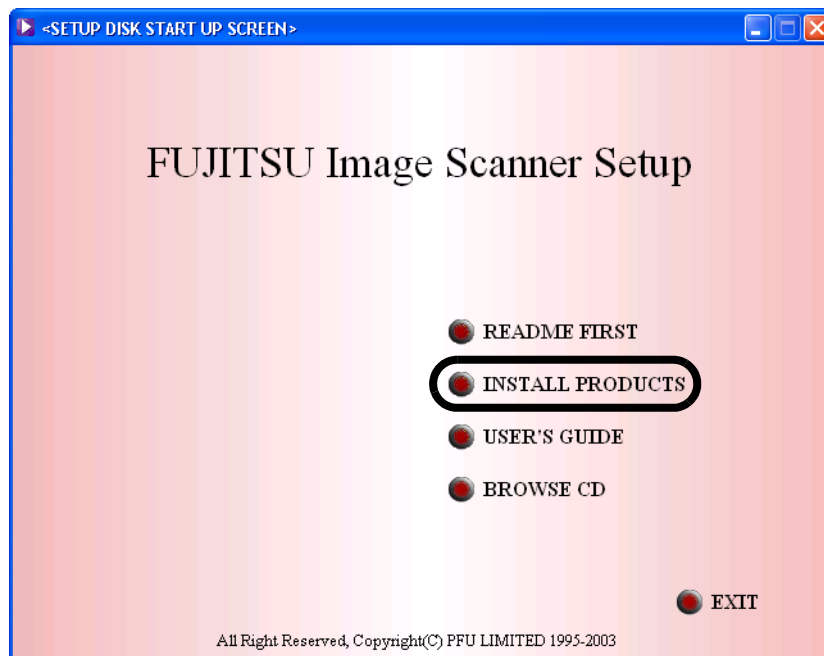 <SETUP DISK START UP SCREEN>
FUJITSU Image Scanner Setup
README FIRST
INSTALL PRODUCTS
USER'S GUIDE
BROWSE CD
EXIT
All Right Reserved, Copyright(C) PFU LIMITED 1995-2003